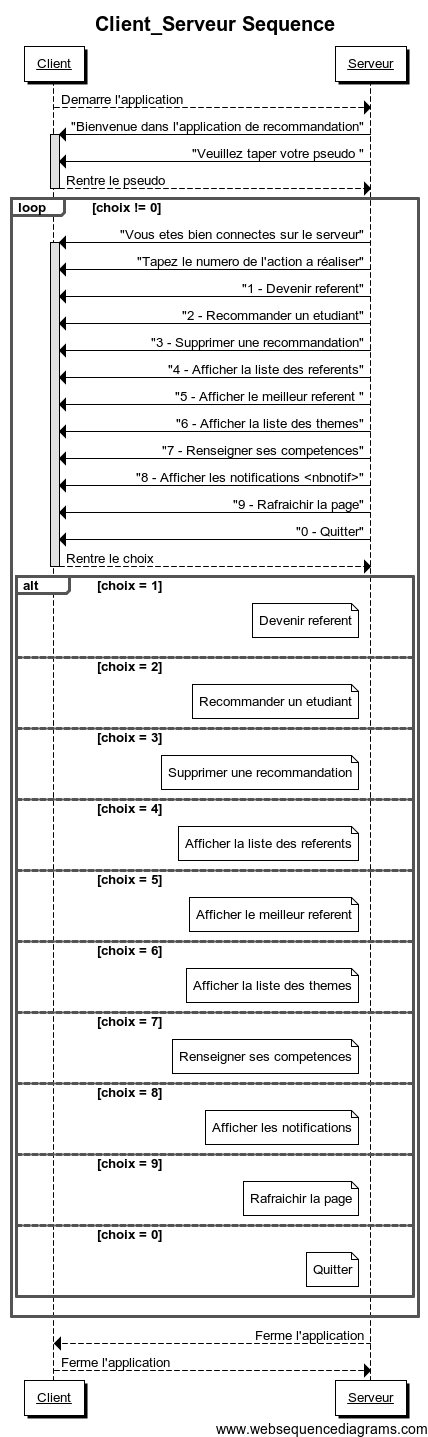 Client_Serveur Sequence
Client
Serveur
Demarre l'application
"Bienvenue dans l'application de recommandation"
"Veuillez taper votre pseudo "
Rentre le pseudo
loop
[choix != 0]
"Vous etes bien connectes sur le serveur"
"Tapez le numero de l'action a réaliser"
"1 - Devenir referent"
"2 - Recommander un etudiant"
"3 - Supprimer une recommandation"
"4 - Afficher la liste des referents"
"5 - Afficher le meilleur referent "
"6 - Afficher la liste des themes"
"7 - Renseigner ses competences"
"8 - Afficher les notifications <nbnotif>"
"9 - Rafraichir la page"
"0 - Quitter"
Rentre le choix
alt
[choix = 1]
Devenir referent
[choix = 2]
Recommander un etudiant
[choix = 3]
Supprimer une recommandation
[choix = 4]
Afficher la liste des referents
[choix = 5]
Afficher le meilleur referent
[choix = 6]
Afficher la liste des themes
[choix = 7]
Renseigner ses competences
[choix = 8]
Afficher les notifications
[choix = 9]
Rafraichir la page
[choix = 0]
Quitter
Ferme l'application
Ferme l'application
Client
Serveur
www.websequencediagrams.com